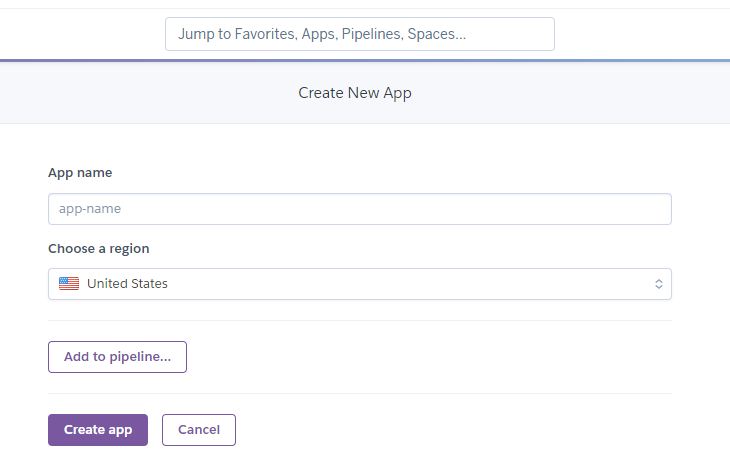 Jump to Favorites, Apps, Pipelines, Spaces...
Create New App
App name
app-name
Choose a region
United States
Add to pipeline...
Create app
Cancel